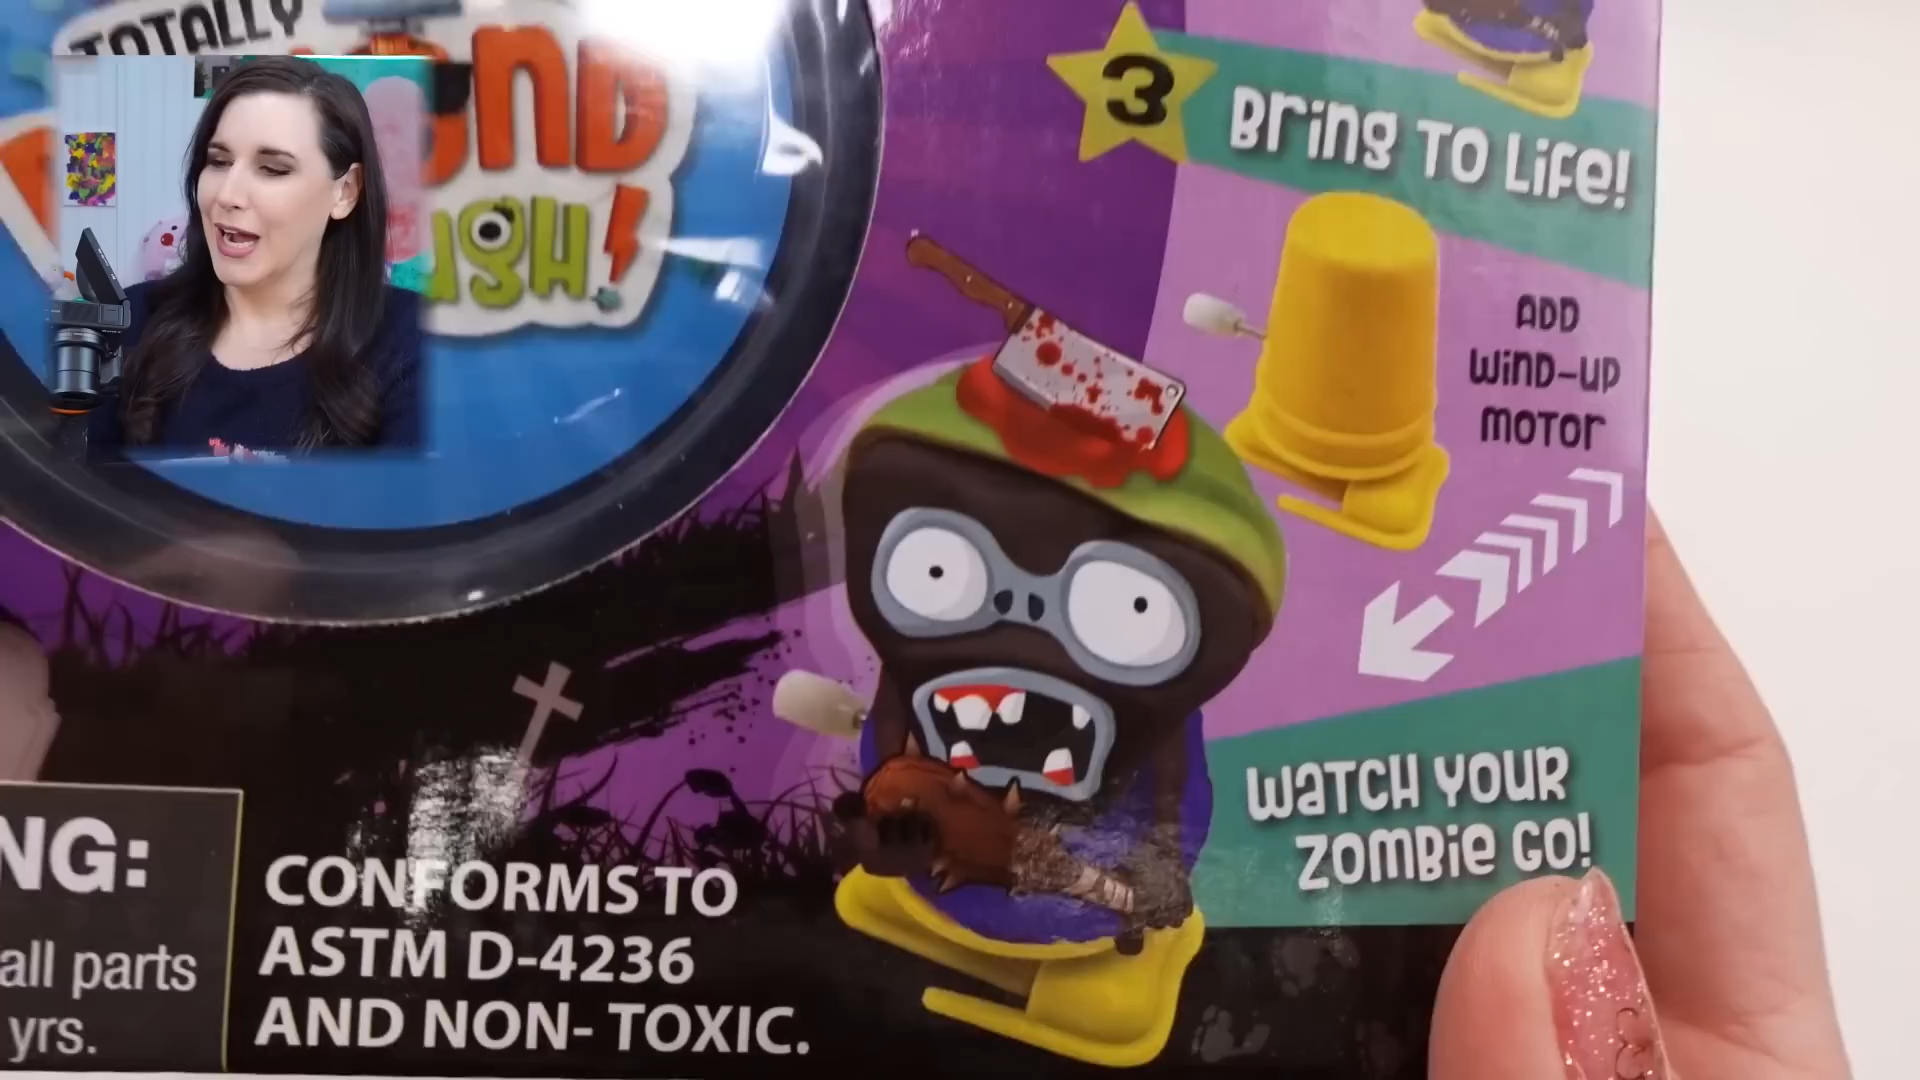 TOTALLY
3
Bring TO Life!
ADD
WIND-UP
MOTOR
WATCH YOUR
ZOMBIE GO!
NG:
all parts
yrs.
CONFORMS TO
ASTM D-4236
AND NON- TOXIC.